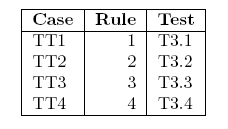 Case Rule Test
TT1 1 T3.1
TT2 2 T3.2
TT3 3 T3.3
TT4 4 T3.4